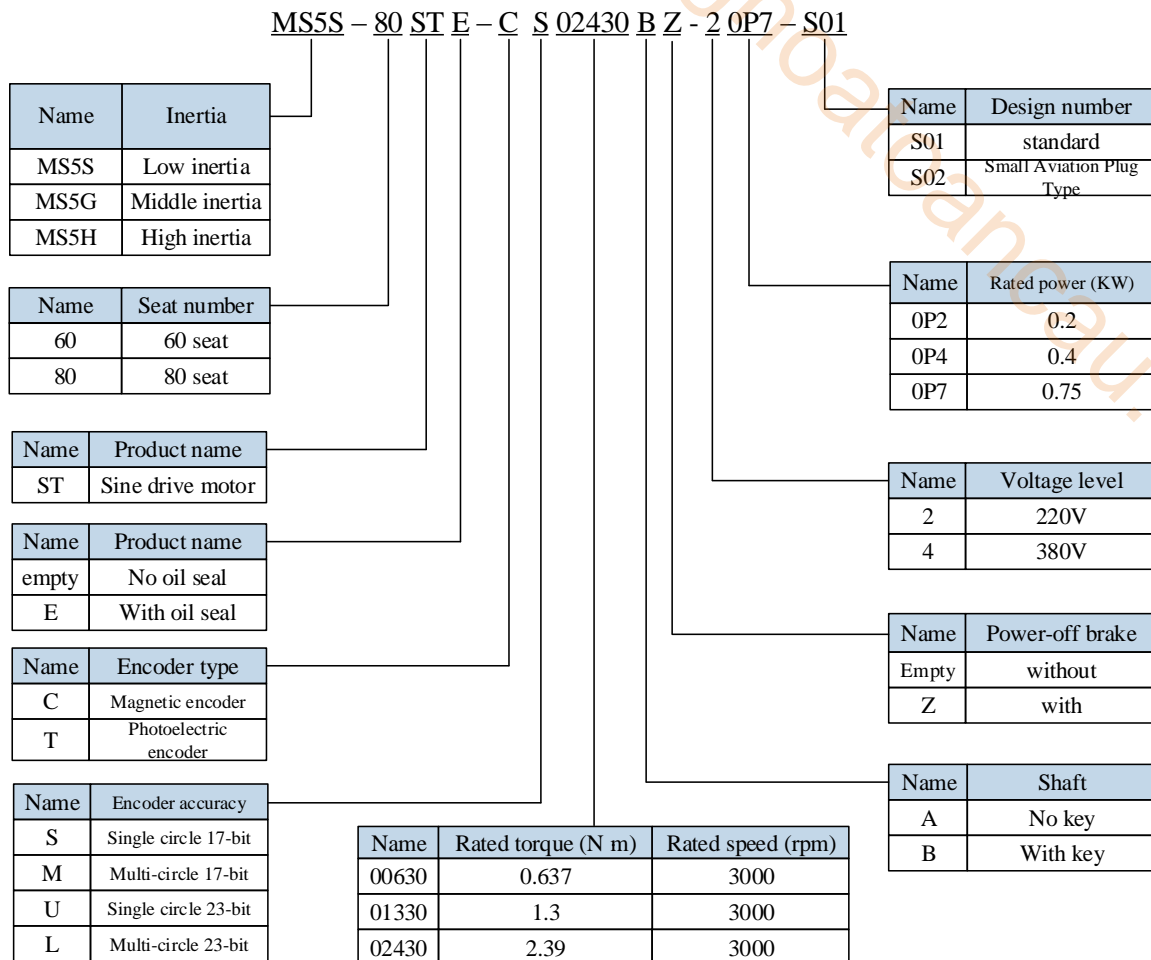 MS5S – 80 ST E – C S 02430 B Z - 2 0P7 – S01
Name Inertia
MS5S Low inertia
MS5G Middle inertia
MS5H High inertia
Name Seat number
60 60 seat
80 80 seat
Name Product name
ST Sine drive motor
Name Product name
empty No oil seal
E With oil seal
Name Encoder type
C Magnetic encoder
T Photoelectric
encoder
Name Encoder accuracy
S Single circle 17-bit
M Multi-circle 17-bit
U Single circle 23-bit
L Multi-circle 23-bit
Name Rated torque (N m) Rated speed (rpm)
00630 0.637 3000
01330 1.3 3000
02430 2.39 3000
Name Design number
S01 standard
S02 Small Aviation Plug
Type
Name Rated power (KW)
0P2 0.2
0P4 0.4
0P7 0.75
Name Voltage level
2 220V
4 380V
Name Power-off brake
Empty without
Z with
Name Shaft
A No key
B With key